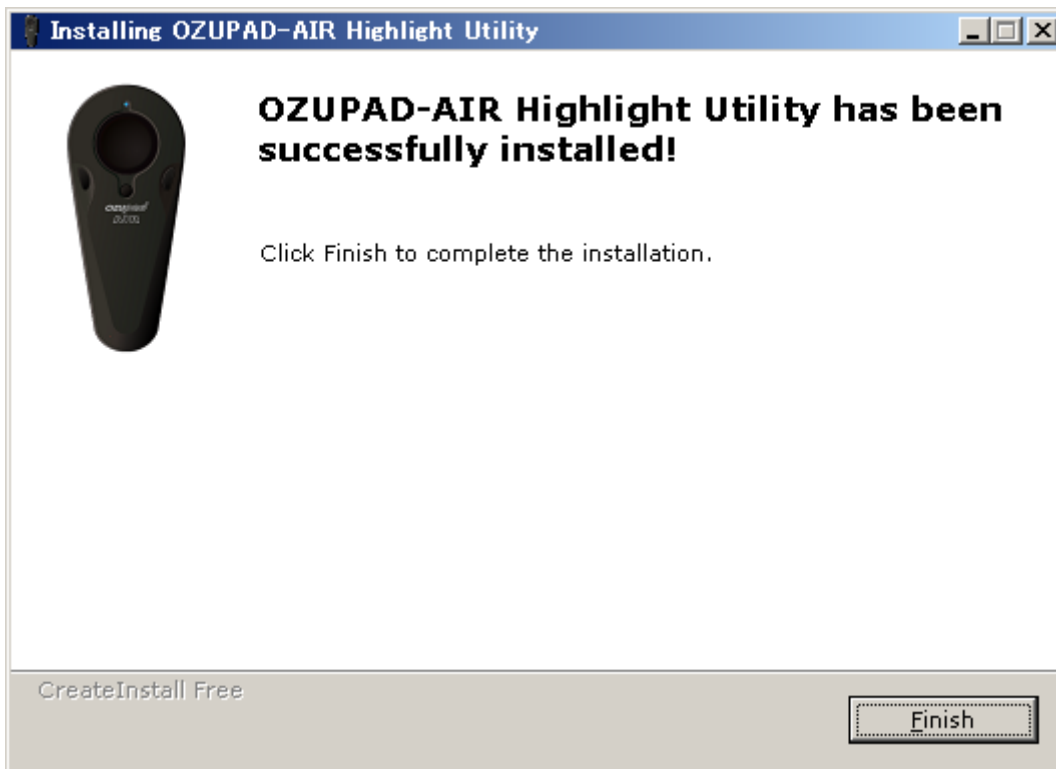 Installing OZUPAD-AIR Highlight Utility
OZUPAD-AIR Highlight Utility has been
successfully installed!
ozupad
Click Finish to complete the installation.
CreateInstall Free
Finish